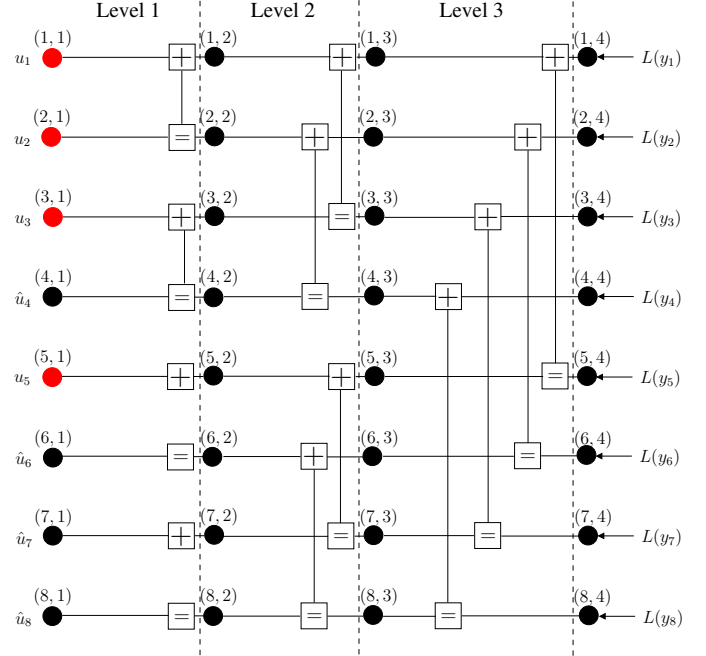 Level 1 Level 2 Level 3
(1, 1) (1, 2) (1, 3) (1, 4)
u₁ + + + L(y₁)
(2, 1) (2, 2) (2, 3) (2, 4)
u₂ = + + L(y₂)
(3, 1) (3, 2) (3, 3) (3, 4)
u₃ + = + L(y₃)
(4, 1) (4, 2) (4, 3) (4, 4)
û₄ = = + L(y₄)
(5, 1) (5, 2) (5, 3) (5, 4)
u₅ + + = L(y₅)
(6, 1) (6, 2) (6, 3) (6, 4)
û₆ = + = L(y₆)
(7, 1) (7, 2) (7, 3) (7, 4)
û₇ + = = L(y₇)
(8, 1) (8, 2) (8, 3) (8, 4)
û₈ = = = L(y₈)